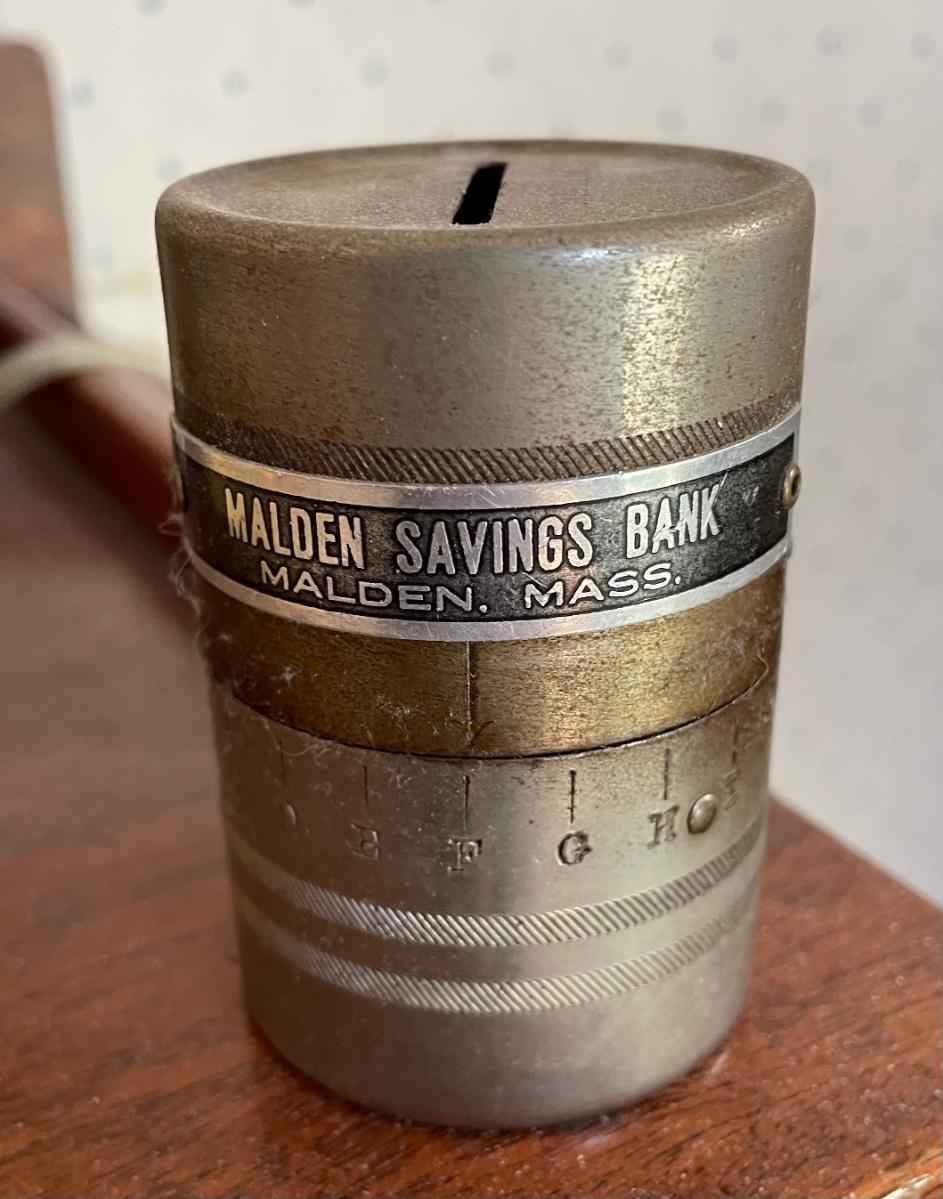 MALDEN SAVINGS BANK
MALDEN. MASS.
E F G H